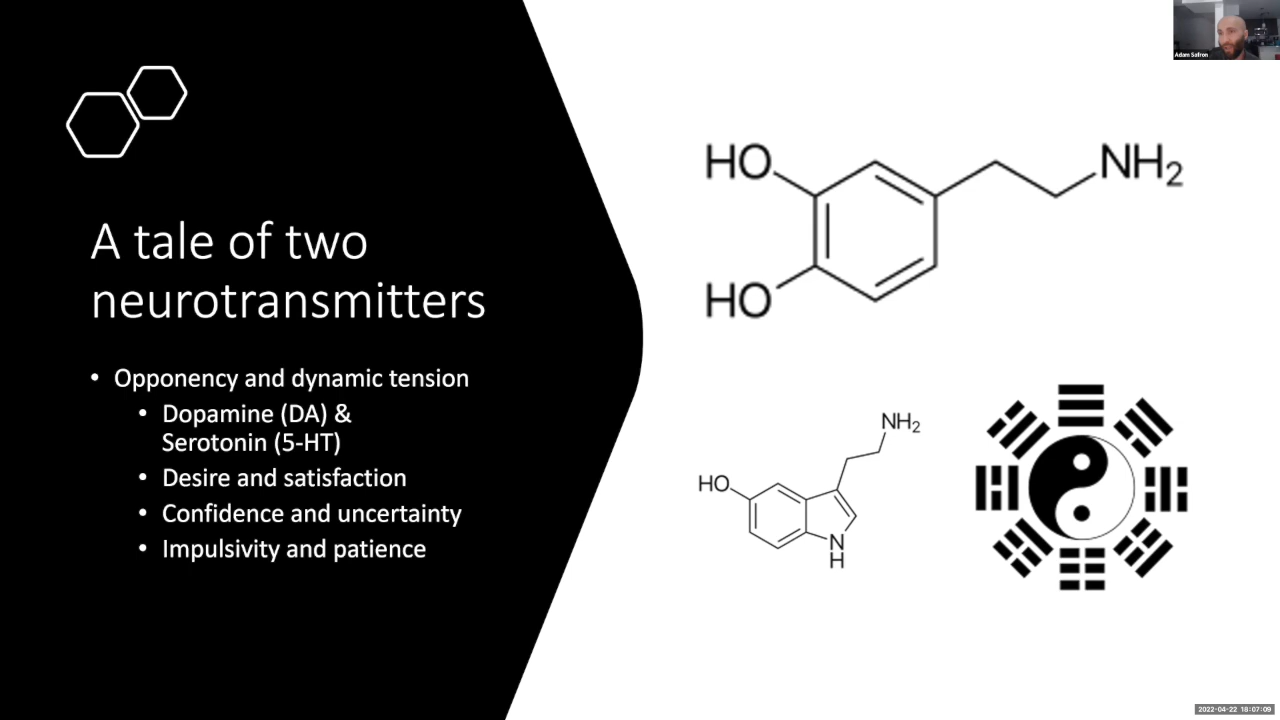 A tale of two
neurotransmitters
• Opponency and dynamic tension
• Dopamine (DA) &
Serotonin (5-HT)
• Desire and satisfaction
• Confidence and uncertainty
• Impulsivity and patience
HO
NH₂
HO
NH₂
HO
N
H
Adam Safron
2022-04-22 18:07:09